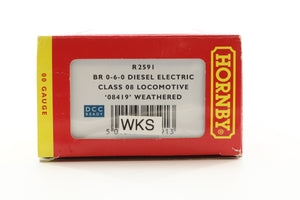 00 GAUGE
R2591
BR 0-6-0 DIESEL ELECTRIC
CLASS 08 LOCOMOTIVE
'08419' WEATHERED
DCC
READY
WKS
HORNBY